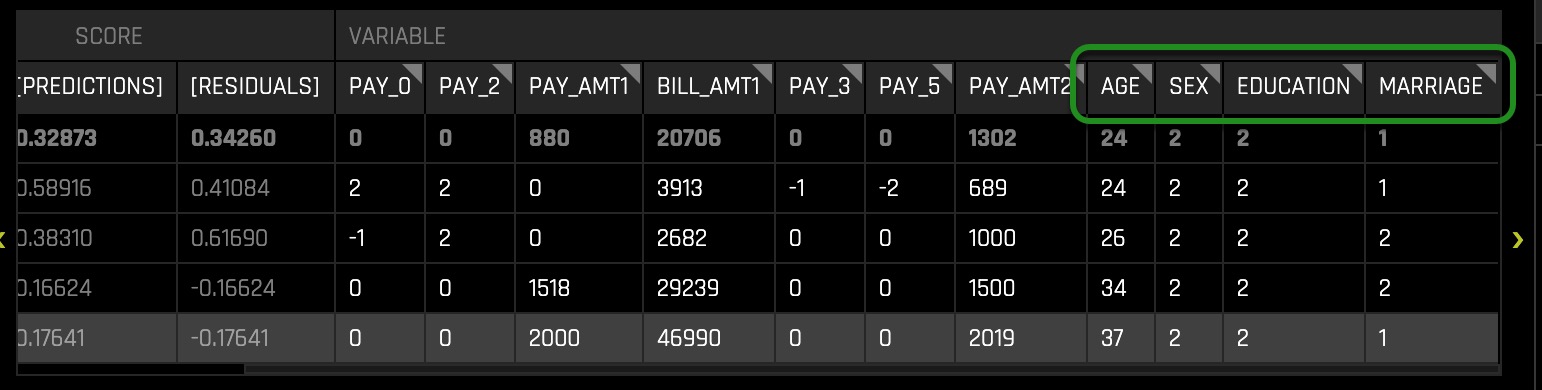 SCORE VARIABLE
[PREDICTIONS] [RESIDUALS] PAY_0 PAY_2 PAY_AMT1 BILL_AMT1 PAY_3 PAY_5 PAY_AMT2 AGE SEX EDUCATION MARRIAGE
0.32873 0.34260 0 0 880 20706 0 0 1302 24 2 2 1
0.58916 0.41084 2 2 0 3913 -1 -2 689 24 2 2 1
0.38310 0.61690 -1 2 0 2682 0 0 1000 26 2 2 2
0.16624 -0.16624 0 0 1518 29239 0 0 1500 34 2 2 2
0.17641 -0.17641 0 0 2000 46990 0 0 2019 37 2 2 1